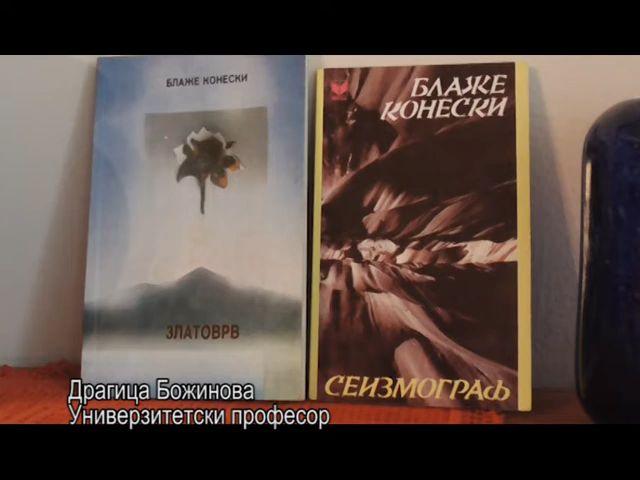 БЛАЖЕ КОНЕСКИ
ЗЛАТОВРВ
БЛАЖЕ
КОНЕСКИ
СЕИЗМОГРАФ
Драгица Божинова
Универзитетски професор